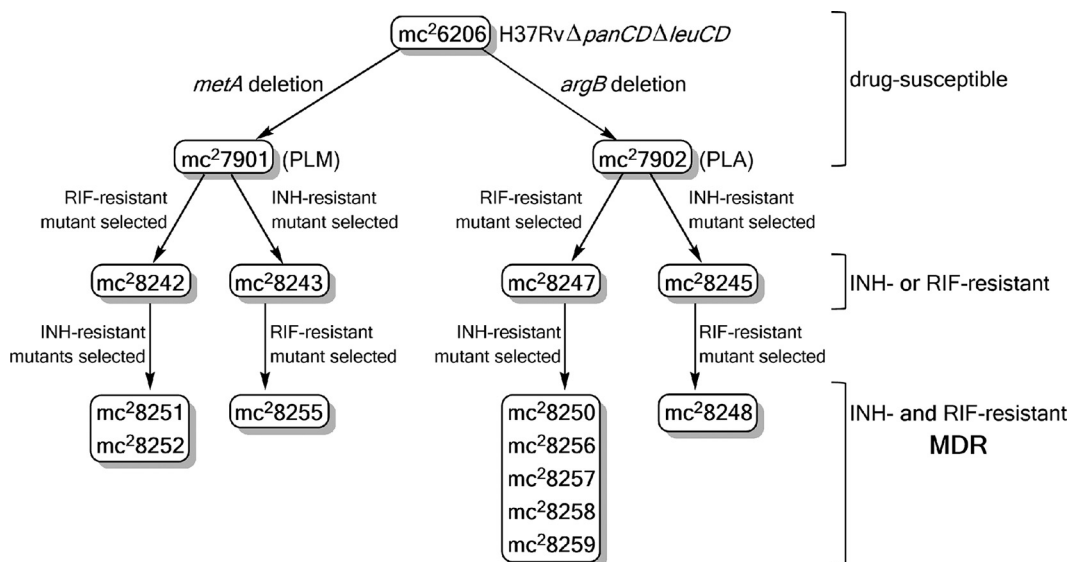 mc²6206 H37RvΔpanCDΔleuCD
drug-susceptible
metA deletion
argB deletion
mc²7901 (PLM)
mc²7902 (PLA)
RIF-resistant
mutant selected
INH-resistant
mutant selected
RIF-resistant
mutant selected
INH-resistant
mutant selected
mc²8242
mc²8243
mc²8247
mc²8245
INH- or RIF-resistant
INH-resistant
mutants selected
RIF-resistant
mutant selected
INH-resistant
mutant selected
RIF-resistant
mutant selected
mc²8251
mc²8252
mc²8255
mc²8250
mc²8256
mc²8257
mc²8258
mc²8259
mc²8248
INH- and RIF-resistant
MDR